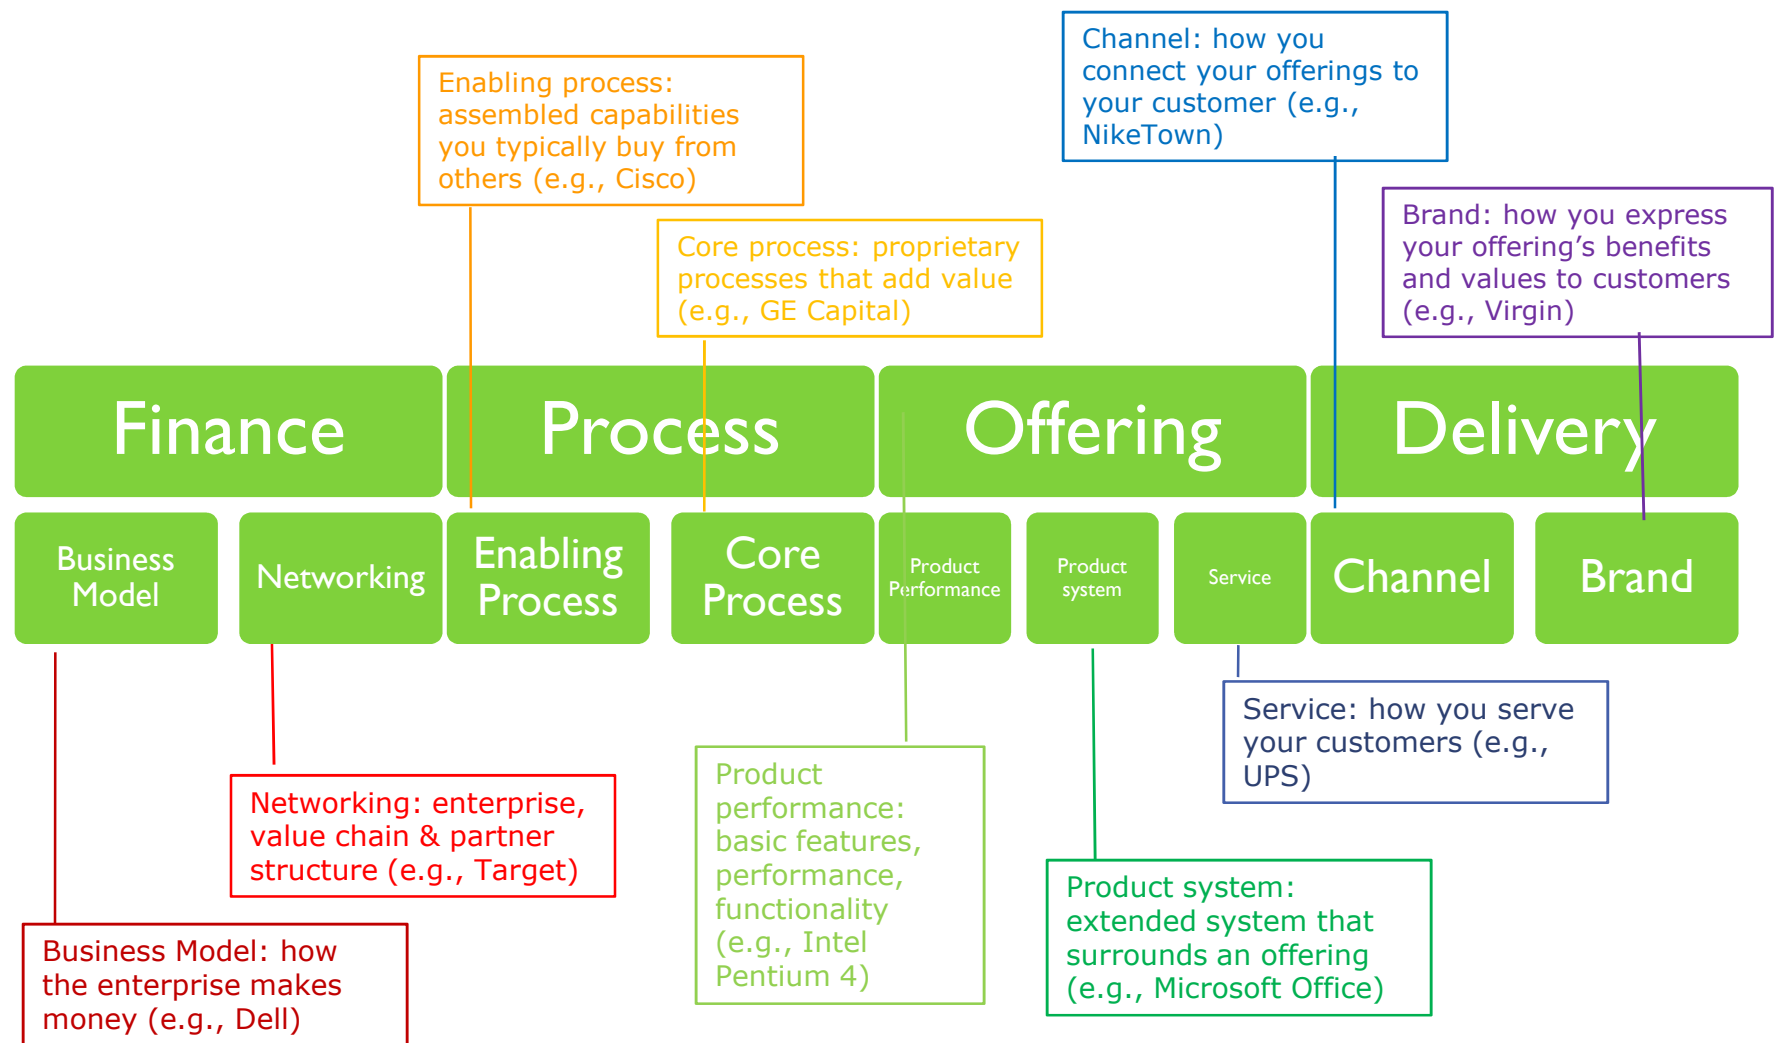 Channel: how you
connect your offerings to
your customer (e.g.,
NikeTown)
Enabling process:
assembled capabilities
you typically buy from
others (e.g., Cisco)
Brand: how you express
your offering’s benefits
and values to customers
(e.g., Virgin)
Core process: proprietary
processes that add value
(e.g., GE Capital)
Finance
Process
Offering
Delivery
Business
Model
Networking
Enabling
Process
Core
Process
Product
Performance
Product
system
Service
Channel
Brand
Service: how you serve
your customers (e.g.,
UPS)
Networking: enterprise,
value chain & partner
structure (e.g., Target)
Product
performance:
basic features,
performance,
functionality
(e.g., Intel
Pentium 4)
Product system:
extended system that
surrounds an offering
(e.g., Microsoft Office)
Business Model: how
the enterprise makes
money (e.g., Dell)